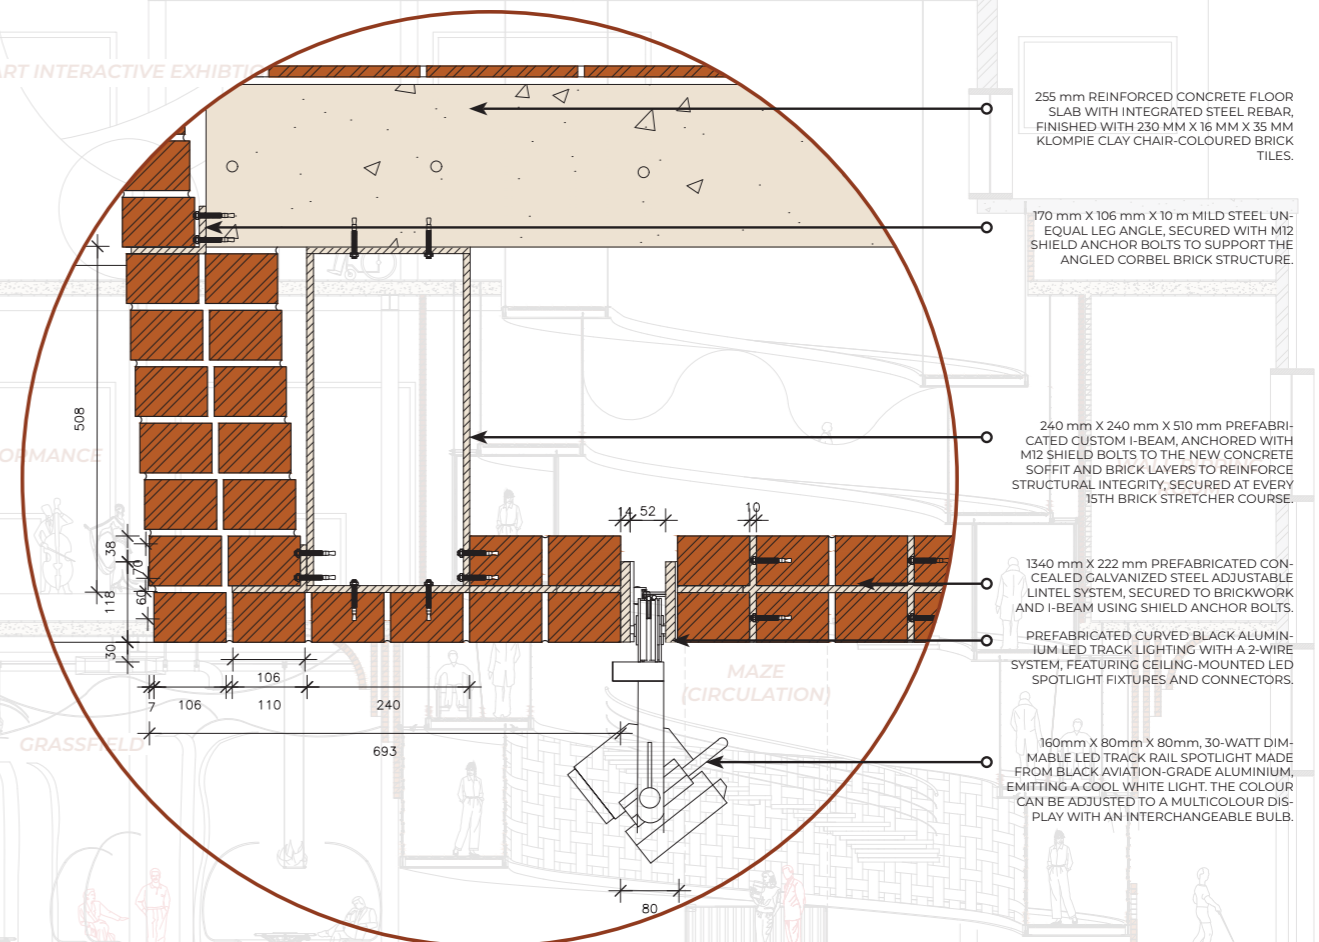 ART INTERACTIVE EXHIBTIO
255 mm REINFORCED CONCRETE FLOOR
SLAB WITH INTEGRATED STEEL REBAR,
FINISHED WITH 230 MM X 16 MM X 35 MM
KLOMPIE CLAY CHAIR-COLOURED BRICK
TILES.
170 mm X 106 mm X 10 m MILD STEEL UN-
EQUAL LEG ANGLE, SECURED WITH M12
SHIELD ANCHOR BOLTS TO SUPPORT THE
ANGLED CORBEL BRICK STRUCTURE.
508
ORMANCE
240 mm X 240 mm X 510 mm PREFABRI-
CATED CUSTOM I-BEAM, ANCHORED WITH
M12 SHIELD BOLTS TO THE NEW CONCRETE
SOFFIT AND BRICK LAYERS TO REINFORCE
STRUCTURAL INTEGRITY, SECURED AT EVERY
15TH BRICK STRETCHER COURSE.
14 52
10
38
70
118
60
30
1340 mm X 222 mm PREFABRICATED CON-
CEALED GALVANIZED STEEL ADJUSTABLE
LINTEL SYSTEM, SECURED TO BRICKWORK
AND I-BEAM USING SHIELD ANCHOR BOLTS.
PREFABRICATED CURVED BLACK ALUMIN-
IUM LED TRACK LIGHTING WITH A 2-WIRE
SYSTEM, FEATURING CEILING-MOUNTED LED
SPOTLIGHT FIXTURES AND CONNECTORS.
MAZE
(CIRCULATION)
106
7 106 110 240
GRASSFIELD
693
160mm X 80mm X 80mm, 30-WATT DIM-
MABLE LED TRACK RAIL SPOTLIGHT MADE
FROM BLACK AVIATION-GRADE ALUMINIUM,
EMITTING A COOL WHITE LIGHT. THE COLOUR
CAN BE ADJUSTED TO A MULTICOLOUR DIS-
PLAY WITH AN INTERCHANGEABLE BULB.
80